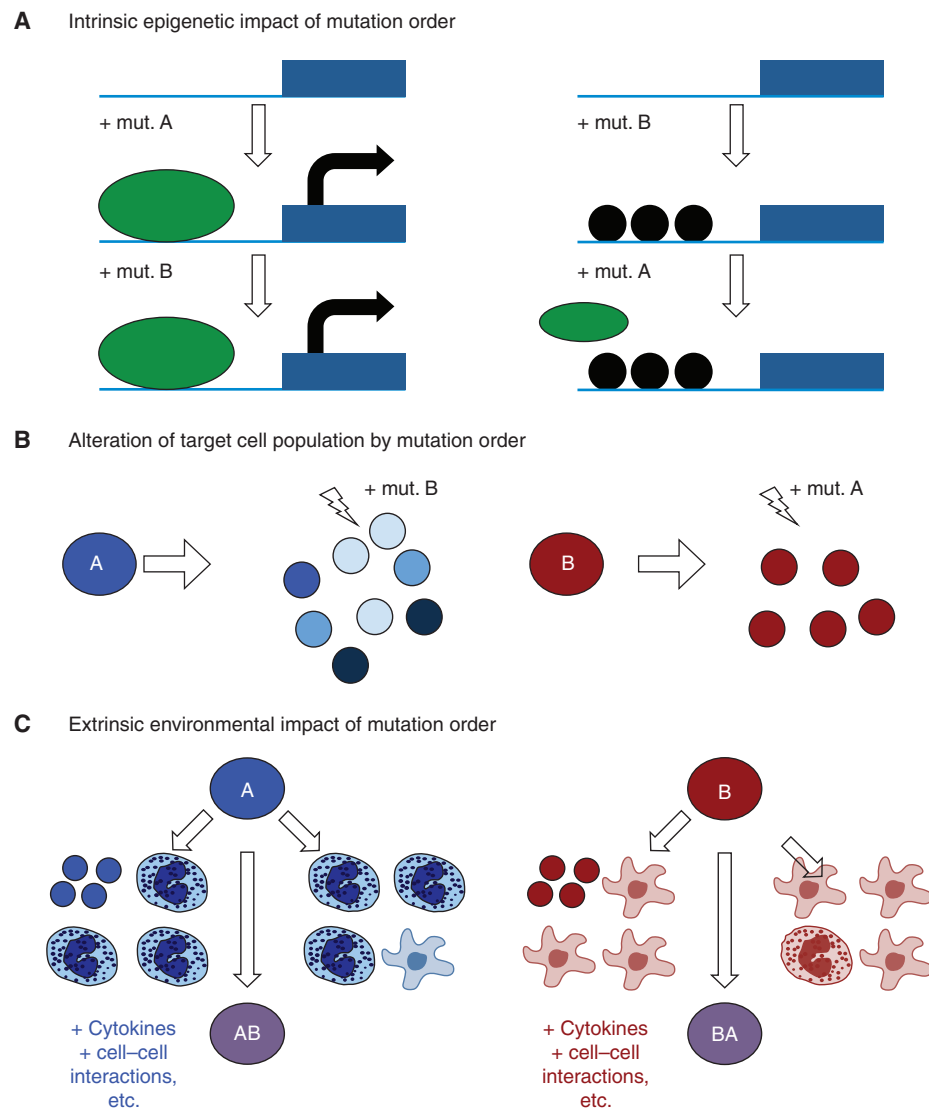 A Intrinsic epigenetic impact of mutation order
+ mut. A
+ mut. B
+ mut. B
+ mut. A
B Alteration of target cell population by mutation order
+ mut. B
+ mut. A
A
B
C Extrinsic environmental impact of mutation order
A
B
AB
BA
+ Cytokines
+ cell–cell
interactions,
etc.
+ Cytokines
+ cell–cell
interactions,
etc.